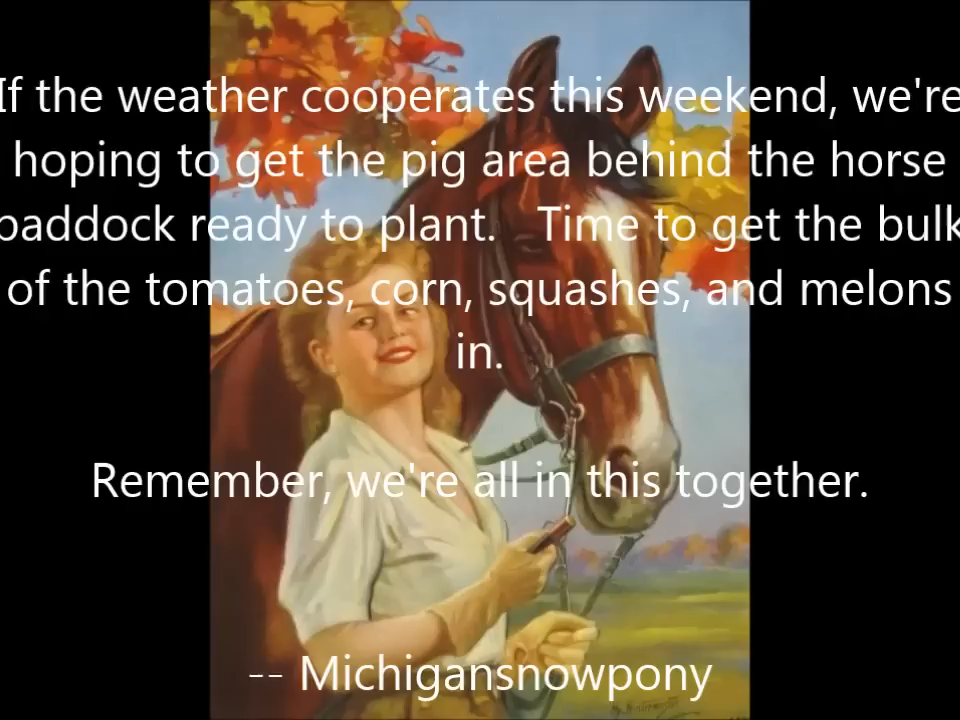 If the weather cooperates this weekend, we're
hoping to get the pig area behind the horse
paddock ready to plant.   Time to get the bulk
of the tomatoes, corn, squashes, and melons
in.
Remember, we're all in this together.
-- Michigansnowpony